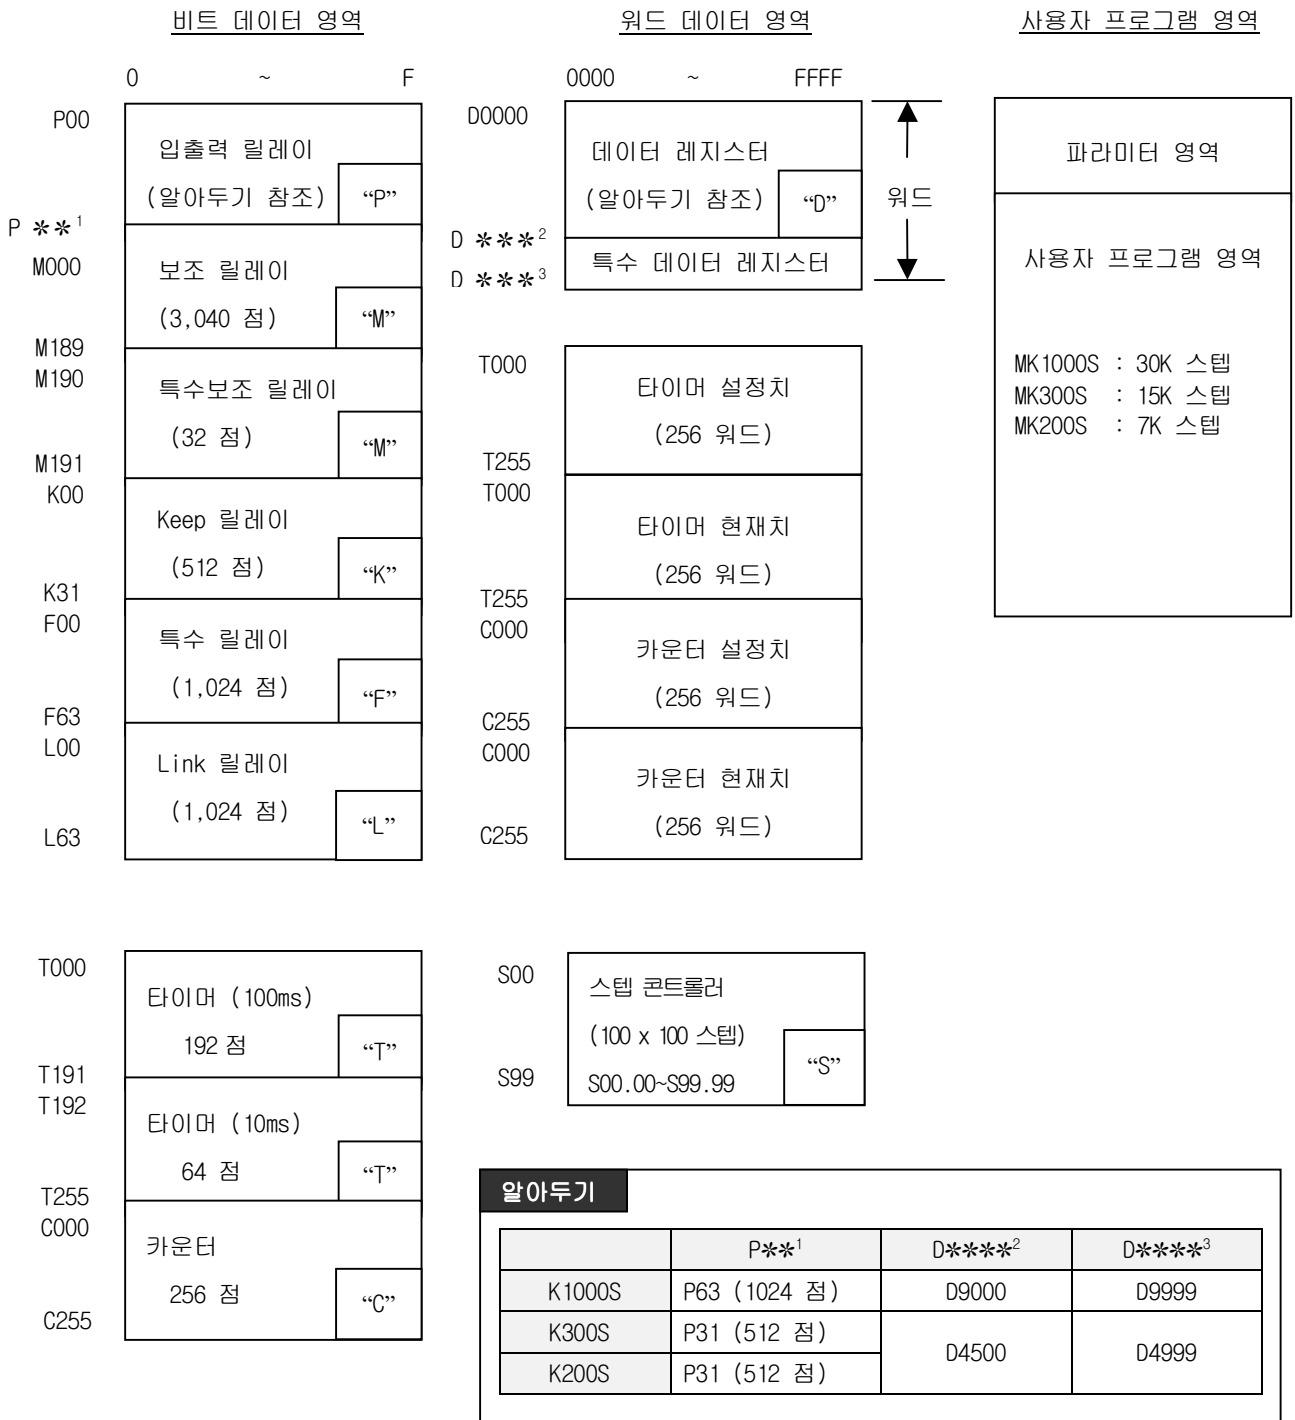 비트 데이터 영역
0 ~ F
P00
입출력 릴레이
(알아두기 참조) “P”
P **1
M000
보조 릴레이
(3,040 점) “M”
M189
M190
특수보조 릴레이
(32 점) “M”
M191
K00
Keep 릴레이
(512 점) “K”
K31
F00
특수 릴레이
(1,024 점) “F”
F63
L00
Link 릴레이
(1,024 점) “L”
L63
T000
타이머 (100ms)
192 점 “T”
T191
T192
타이머 (10ms)
64 점 “T”
T255
C000
카운터
256 점 “C”
C255
워드 데이터 영역
0000 ~ FFFF
D0000
데이터 레지스터
(알아두기 참조) “D”
워드
D ***2
특수 데이터 레지스터
D ***3
T000
타이머 설정치
(256 워드)
T255
T000
타이머 현재치
(256 워드)
T255
C000
카운터 설정치
(256 워드)
C255
C000
카운터 현재치
(256 워드)
C255
S00
스텝 콘트롤러
(100 x 100 스텝)
S99
S00.00~S99.99
“S”
사용자 프로그램 영역
파라미터 영역
사용자 프로그램 영역
MK1000S : 30K 스텝
MK300S : 15K 스텝
MK200S : 7K 스텝
알아두기
P**1 D****2 D****3
K1000S P63 (1024 점) D9000 D9999
K300S P31 (512 점) D4500 D4999
K200S P31 (512 점)